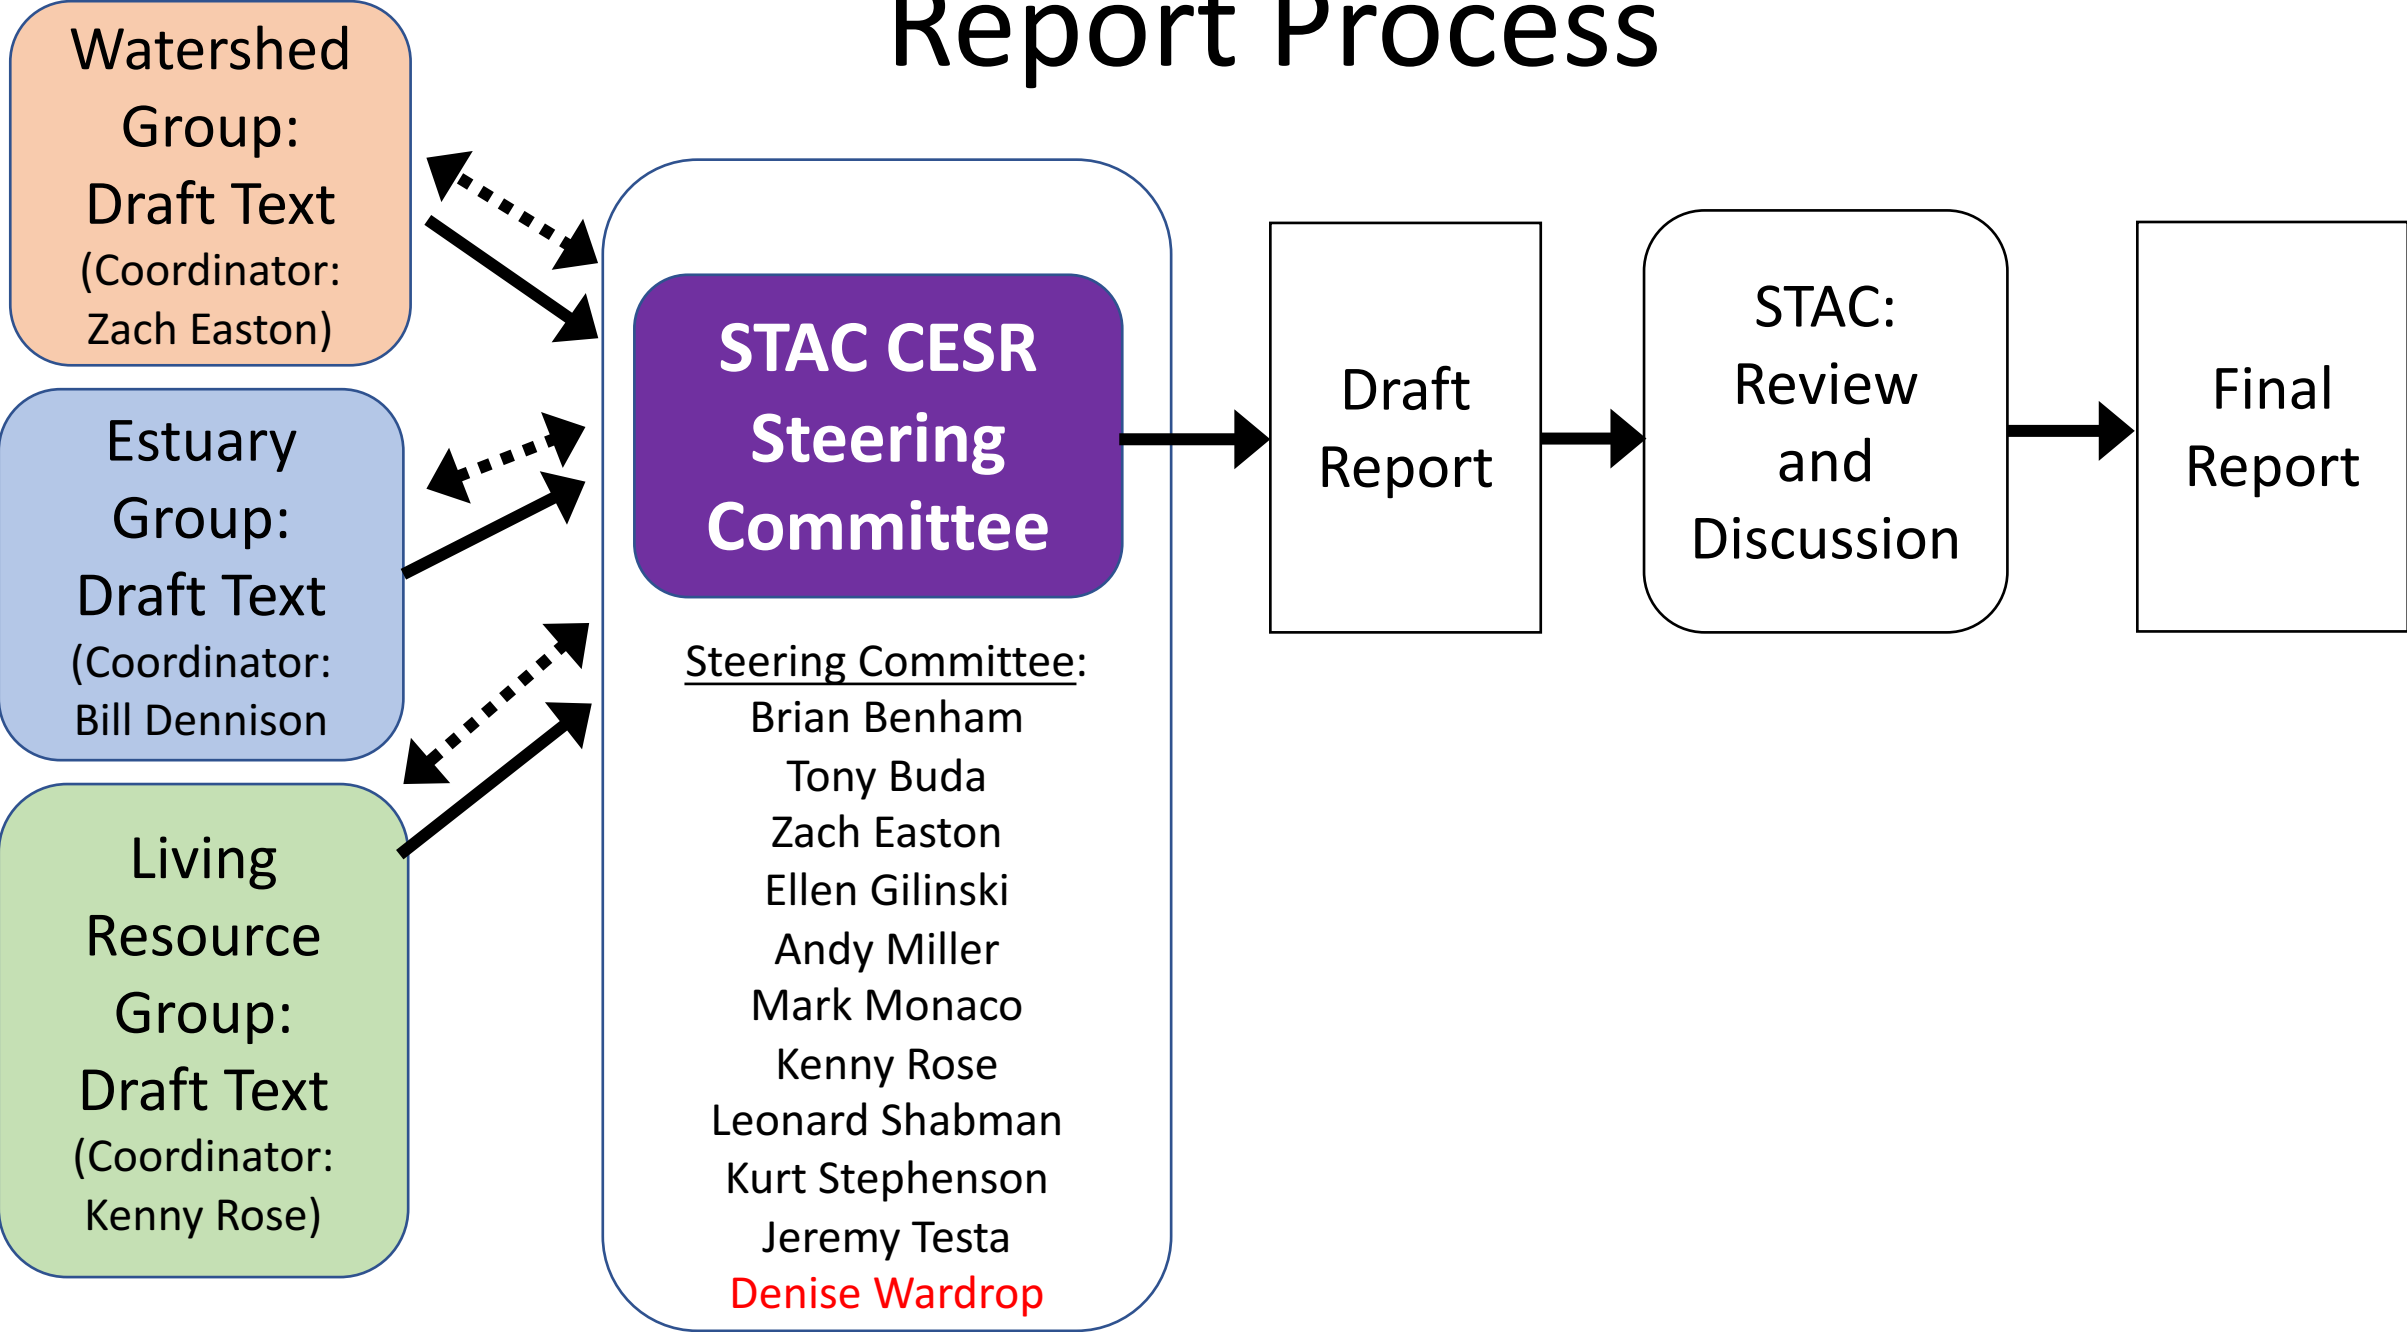 Report Process
Watershed
Group:
Draft Text
(Coordinator:
Zach Easton)
Estuary
Group:
Draft Text
(Coordinator:
Bill Dennison
Living
Resource
Group:
Draft Text
(Coordinator:
Kenny Rose)
STAC CESR
Steering
Committee
Steering Committee:
Brian Benham
Tony Buda
Zach Easton
Ellen Gilinski
Andy Miller
Mark Monaco
Kenny Rose
Leonard Shabman
Kurt Stephenson
Jeremy Testa
Denise Wardrop
Draft
Report
STAC:
Review
and
Discussion
Final
Report